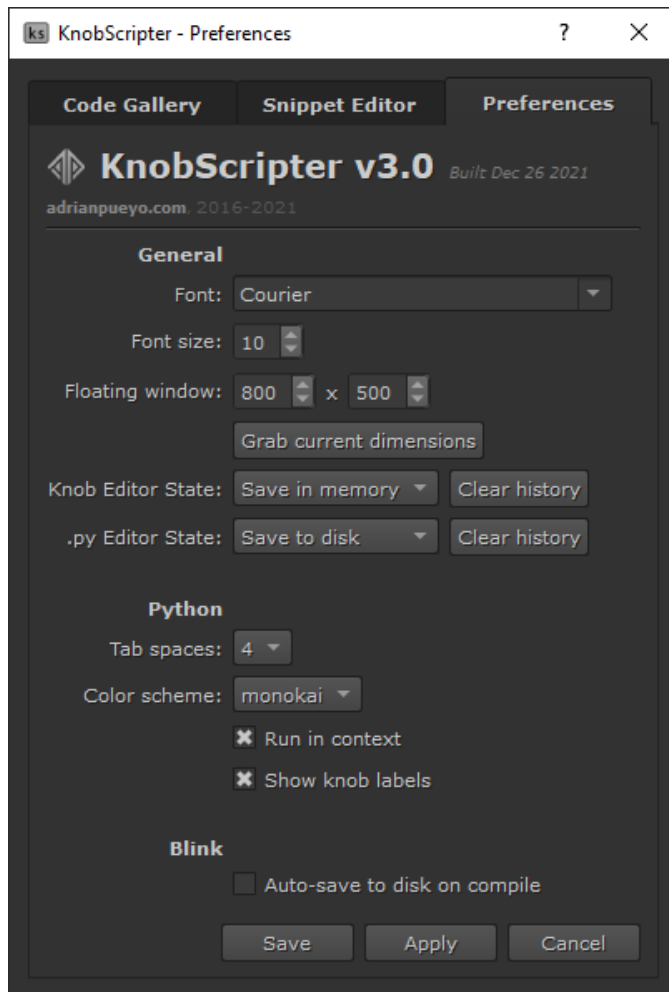 ks KnobScripter - Preferences ? ×
Code Gallery Snippet Editor Preferences
KnobScripter v3.0 Built Dec 26 2021
adrianpueyo.com, 2016-2021
General
Font: Courier
Font size: 10
Floating window: 800 x 500
Grab current dimensions
Knob Editor State: Save in memory Clear history
.py Editor State: Save to disk Clear history
Python
Tab spaces: 4
Color scheme: monokai
Run in context
Show knob labels
Blink
Auto-save to disk on compile
Save Apply Cancel